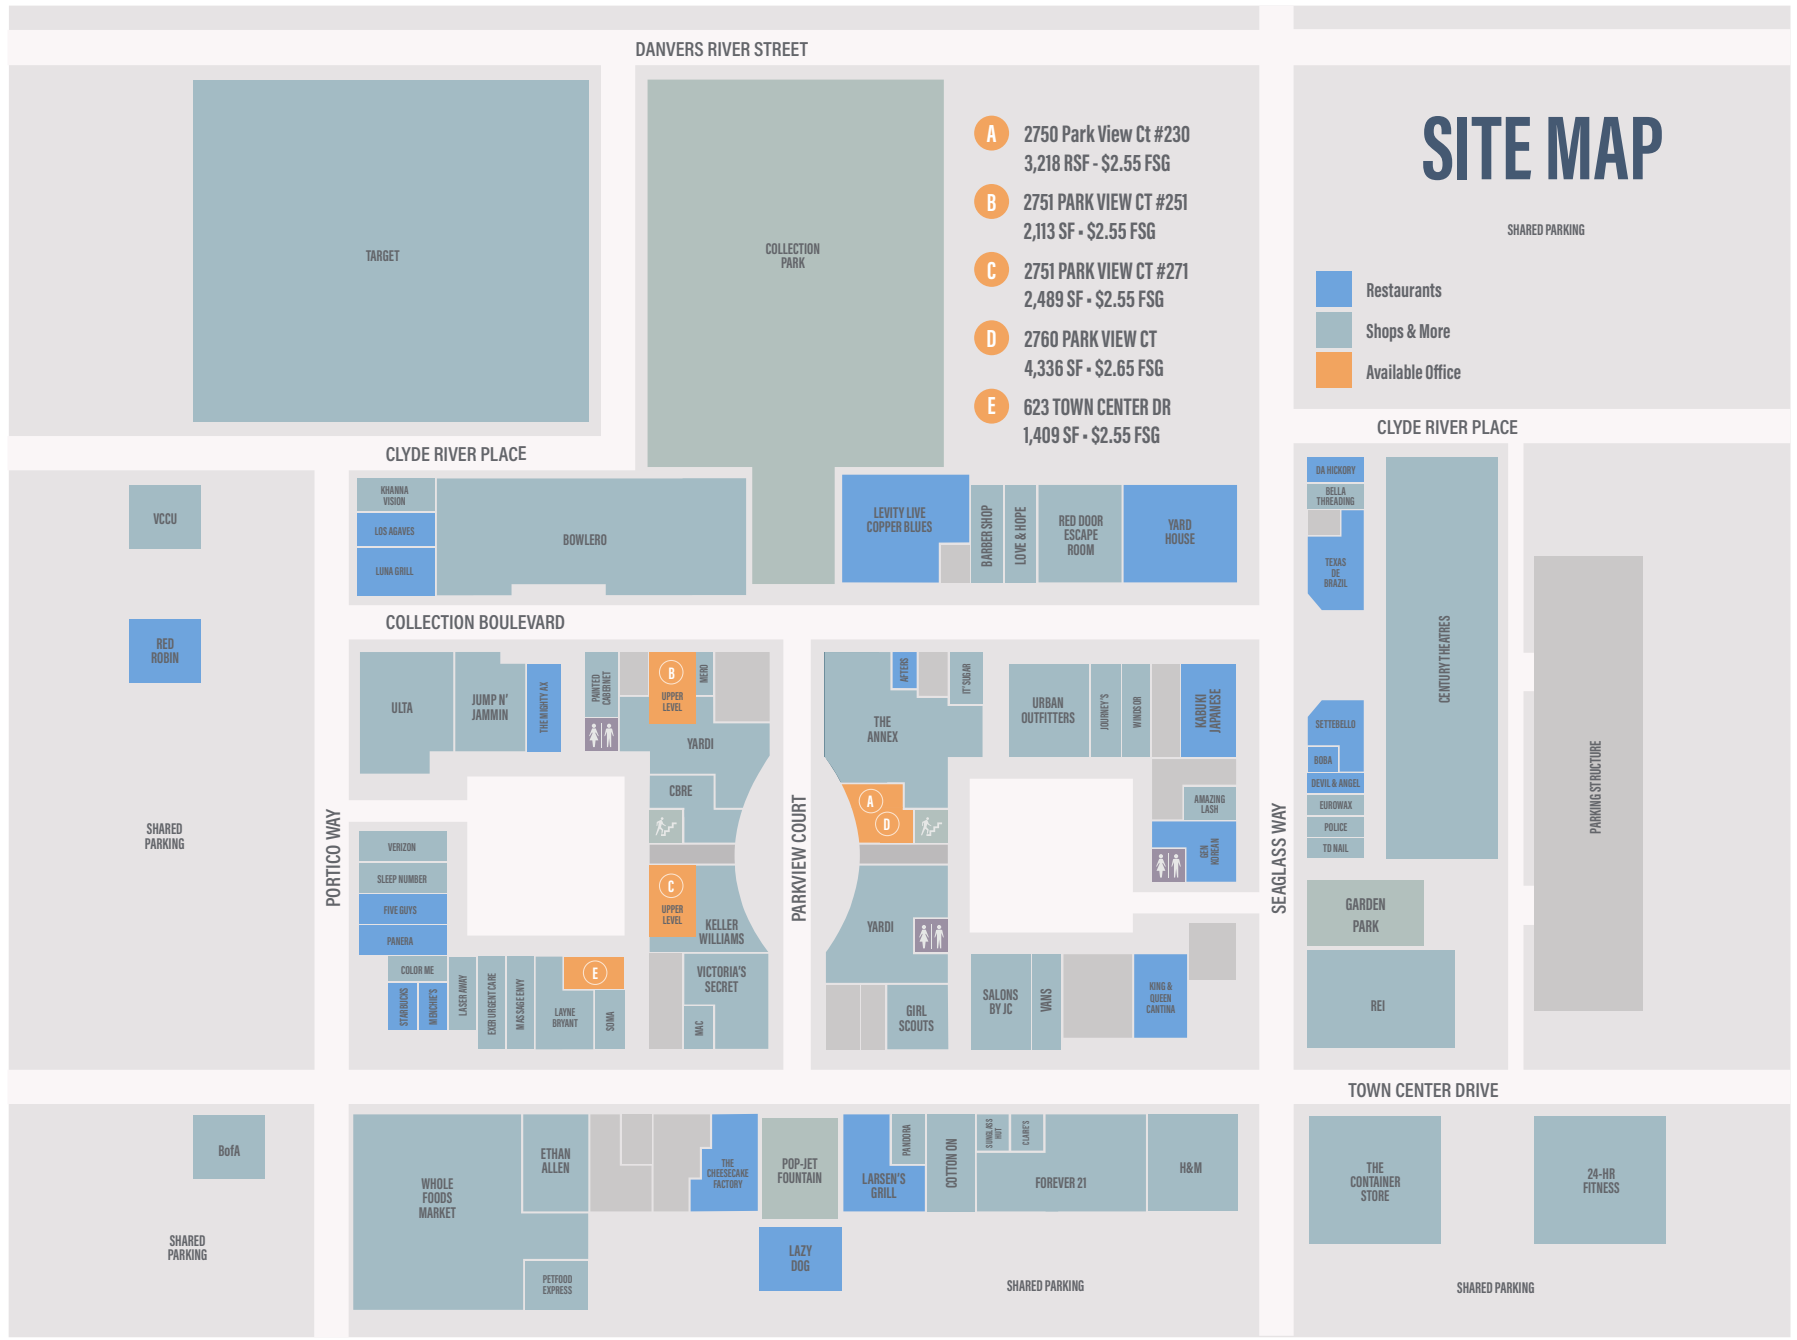 DANVERS RIVER STREET
SITE MAP
SHARED PARKING
Restaurants
Shops & More
Available Office
A
2750 Park View Ct #230
3,218 RSF - $2.55 FSG
B
2751 PARK VIEW CT #251
2,113 SF • $2.55 FSG
C
2751 PARK VIEW CT #271
2,489 SF • $2.55 FSG
D
2760 PARK VIEW CT
4,336 SF • $2.65 FSG
E
623 TOWN CENTER DR
1,409 SF • $2.55 FSG
TARGET
COLLECTION
PARK
CLYDE RIVER PLACE
CLYDE RIVER PLACE
VCCU
RED
ROBIN
SHARED
PARKING
KHANNA
VISION
LOS AGAVES
LUNA GRILL
BOWLERO
LEVITY LIVE
COPPER BLUES
BARBER SHOP
LOVE & HOPE
RED DOOR
ESCAPE
ROOM
YARD
HOUSE
DA HICKORY
BELLA
THREADING
TEXAS
DE
BRAZIL
CENTURY THEATRES
PARKING STRUCTURE
COLLECTION BOULEVARD
ULTA
JUMP N'
JAMMIN
THE MIGHTY AX
PAINTED
CABERNET
B
UPPER
LEVEL
MERO
YARDI
CBRE
C
UPPER
LEVEL
KELLER
WILLIAMS
VICTORIA'S
SECRET
MAC
PORTICO WAY
VERIZON
SLEEP NUMBER
FIVE GUYS
PANERA
COLOR ME
STARBUCKS
MENCHIE'S
LASER AWAY
EXER URGENT CARE
MASSAGE ENVY
LAYNE
BRYANT
E
SOMA
PARKVIEW COURT
THE
ANNEX
AFTERS
IT'SUGAR
A
D
YARDI
GIRL
SCOUTS
URBAN
OUTFITTERS
JOURNEY'S
WINDSOR
KABUKI
JAPANESE
AMAZING
LASH
GEN
KOREAN
SALONS
BY JC
VANS
KING &
QUEEN
CANTINA
SEAGLASS WAY
SETTEBELLO
BOBA
DEVIL & ANGEL
EUROWAX
POLICE
TD NAIL
GARDEN
PARK
REI
TOWN CENTER DRIVE
BofA
SHARED
PARKING
WHOLE
FOODS
MARKET
ETHAN
ALLEN
PETFOOD
EXPRESS
THE
CHEESECAKE
FACTORY
POP-JET
FOUNTAIN
LAZY
DOG
LARSEN'S
GRILL
PANDORA
COTTON ON
SUNGLASS
HUT
CLAIRE'S
FOREVER 21
H&M
SHARED PARKING
THE
CONTAINER
STORE
24-HR
FITNESS
SHARED PARKING